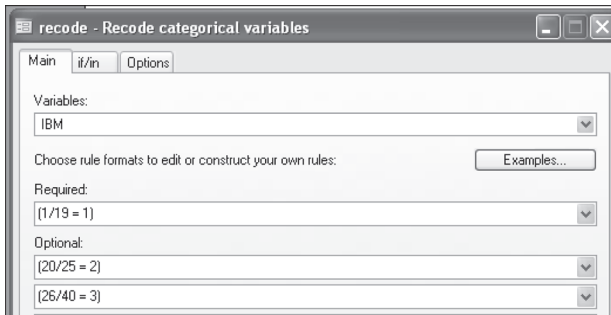 recode - Recode categorical variables
Main if/in Options
Variables:
IBM
Choose rule formats to edit or construct your own rules: Examples...
Required:
(1/19 = 1)
Optional:
(20/25 = 2)
(26/40 = 3)